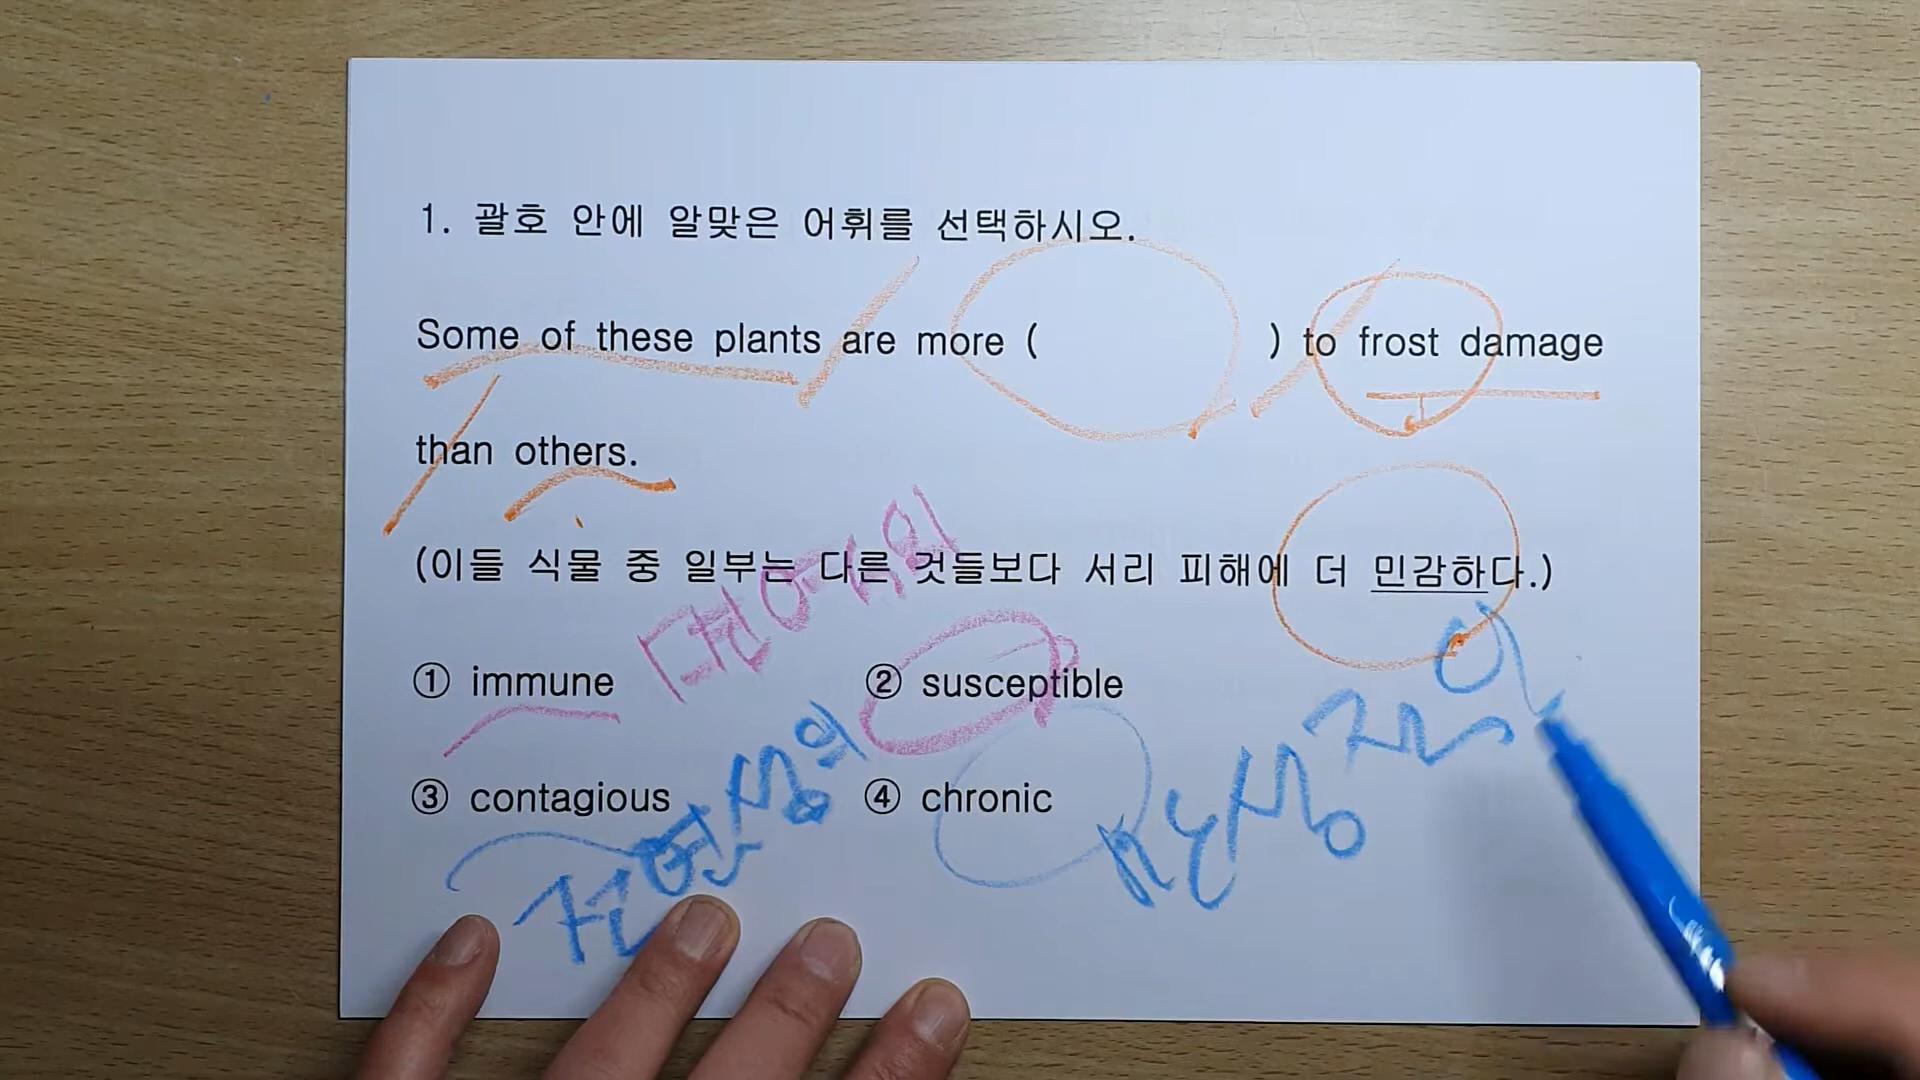 1. 괄호 안에 알맞은 어휘를 선택하시오.
Some of these plants are more ( ) to frost damage
than others.
(이들 식물 중 일부는 다른 것들보다 서리 피해에 더 민감하다.)
면역의
① immune ② susceptible
③ contagious ④ chronic
전염성의
만성적인